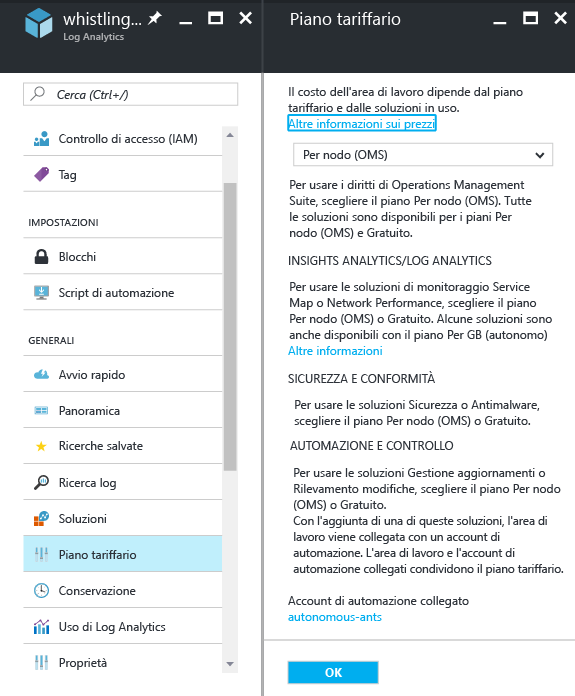 whistling...
Log Analytics
Cerca (Ctrl+/)
Controllo di accesso (IAM)
Tag
IMPOSTAZIONI
Blocchi
Script di automazione
GENERALI
Avvio rapido
Panoramica
Ricerche salvate
Ricerca log
Soluzioni
Piano tariffario
Conservazione
Uso di Log Analytics
Proprietà
Piano tariffario
Il costo dell'area di lavoro dipende dal piano
tariffario e dalle soluzioni in uso.
Altre informazioni sui prezzi
Per nodo (OMS)
Per usare i diritti di Operations Management
Suite, scegliere il piano Per nodo (OMS). Tutte
le soluzioni sono disponibili per i piani Per
nodo (OMS) e Gratuito.
INSIGHTS ANALYTICS/LOG ANALYTICS
Per usare le soluzioni di monitoraggio Service
Map o Network Performance, scegliere il piano
Per nodo (OMS) o Gratuito. Alcune soluzioni sono
anche disponibili con il piano Per GB (autonomo)
Altre informazioni
SICUREZZA E CONFORMITÀ
Per usare le soluzioni Sicurezza o Antimalware,
scegliere il piano Per nodo (OMS) o Gratuito.
AUTOMAZIONE E CONTROLLO
Per usare le soluzioni Gestione aggiornamenti o
Rilevamento modifiche, scegliere il piano Per nodo
(OMS) o Gratuito.
Con l'aggiunta di una di queste soluzioni, l'area di
lavoro viene collegata con un account di
automazione. L'area di lavoro e l'account di
automazione collegati condividono il piano tariffario.
Account di automazione collegato
autonomous-ants
OK